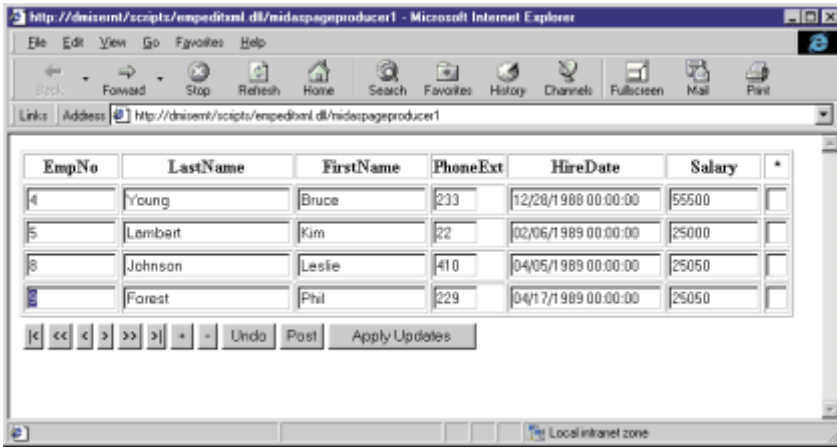 http://dmisernt/scripts/empeditxml.dll/midaspageproducer1 - Microsoft Internet Explorer
File Edit View Go Favorites Help
Back Forward Stop Refresh Home Search Favorites History Channels Fullscreen Mail Print
Links Address http://dmisernt/scripts/empeditxml.dll/midaspageproducer1
EmpNo LastName FirstName PhoneExt HireDate Salary *
4 Young Bruce 233 12/28/1988 00:00:00 55500
5 Lambert Kim 22 02/06/1989 00:00:00 25000
8 Johnson Leslie 410 04/05/1989 00:00:00 25050
9 Forest Phil 229 04/17/1989 00:00:00 25050
|< << < > >> >| + - Undo Post Apply Updates
Local intranet zone